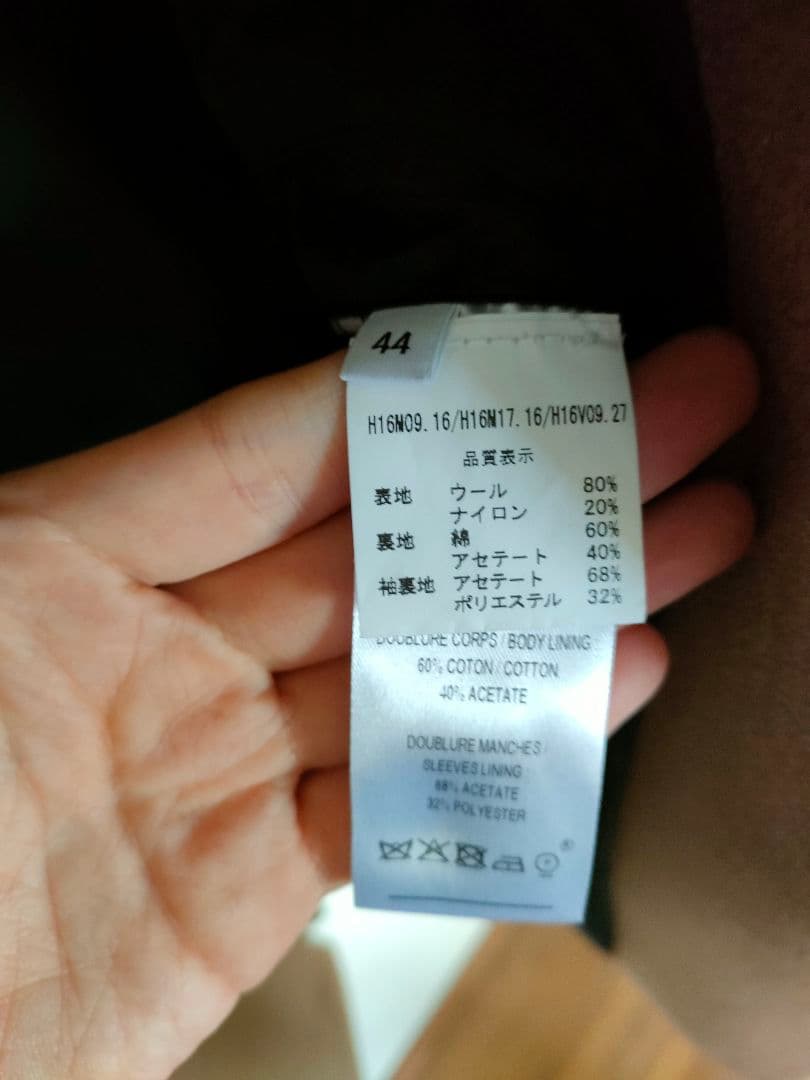 44
H16M09.16/H16M17.16/H16V09.27
品質表示
表地 ウール 80%
ナイロン 20%
裏地 綿 60%
アセテート 40%
袖裏地 アセテート 68%
ポリエステル 32%
DOUBLURE CORPS / BODY LINING
60% COTON / COTTON
40% ACETATE
DOUBLURE MANCHES /
SLEEVES LINING :
68% ACETATE
32% POLYESTER